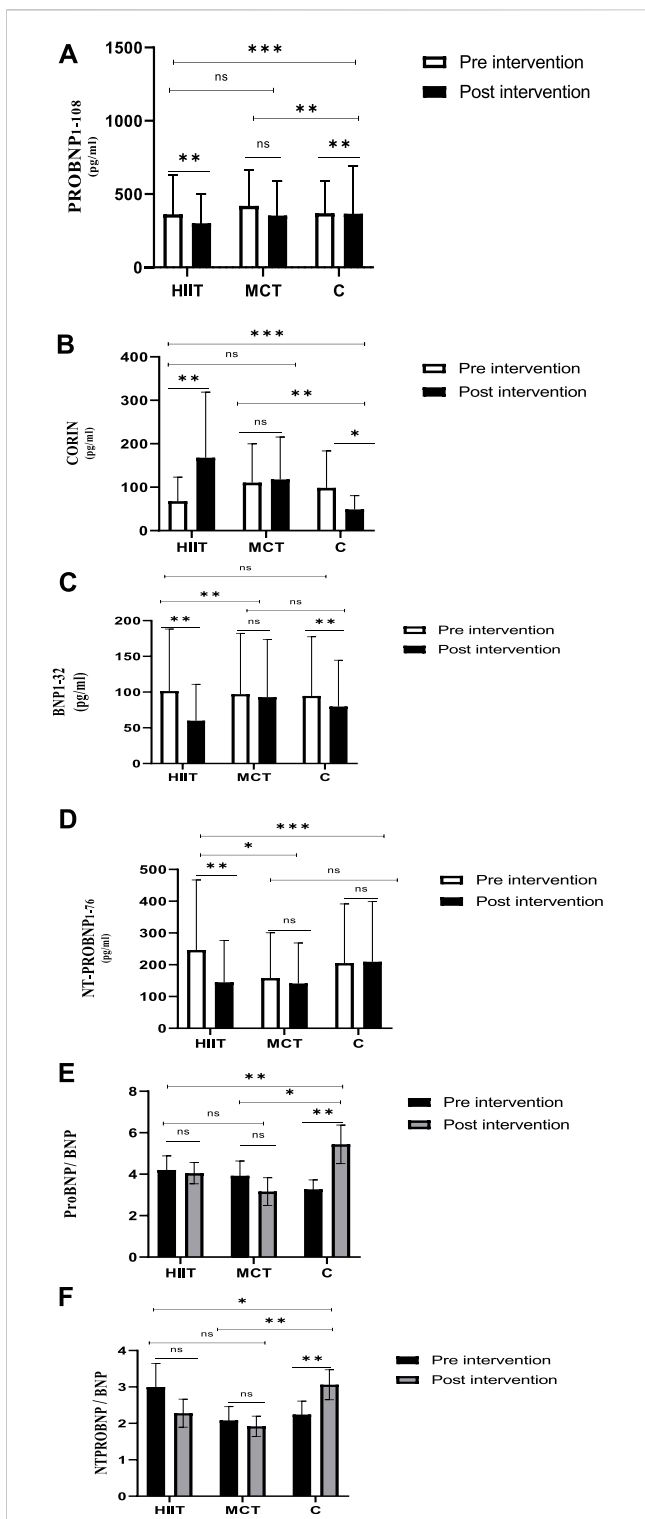 A
1500
1000
500
0
PROBNP1-108
(pg/ml)
***
ns
**
**
ns
**
HIIT
MCT
C
Pre intervention
Post intervention
B
400
300
200
100
0
CORIN
(pg/ml)
***
ns
**
**
ns
*
HIIT
MCT
C
Pre intervention
Post intervention
C
200
150
100
50
0
BNP1-32
(pg/ml)
ns
**
ns
**
ns
**
HIIT
MCT
C
Pre intervention
Post intervention
D
500
400
300
200
100
0
NT-PROBNP1-76
(pg/ml)
***
*
ns
**
ns
ns
HIIT
MCT
C
Pre intervention
Post intervention
E
8
6
4
2
0
ProBNP/ BNP
**
*
ns
**
ns
ns
HIIT
MCT
C
Pre intervention
Post intervention
F
4
3
2
1
0
NTPROBNP / BNP
*
**
ns
ns
**
ns
HIIT
MCT
C
Pre intervention
Post intervention